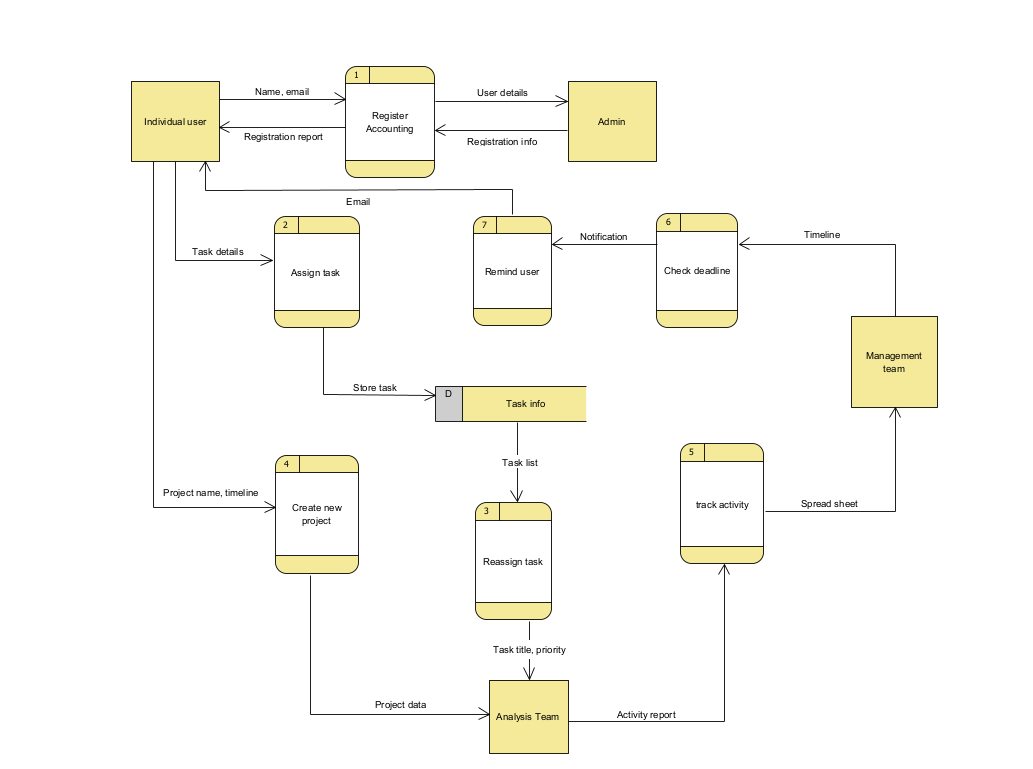 1
Name, email
User details
Individual user
Register
Accounting
Admin
Registration report
Registration info
Email
2
7
6
Notification
Timeline
Task details
Assign task
Remind user
Check deadline
Management
team
Store task
D
Task info
Task list
4
5
Project name, timeline
Create new
project
3
track activity
Spread sheet
Reassign task
Task title, priority
Project data
Analysis Team
Activity report